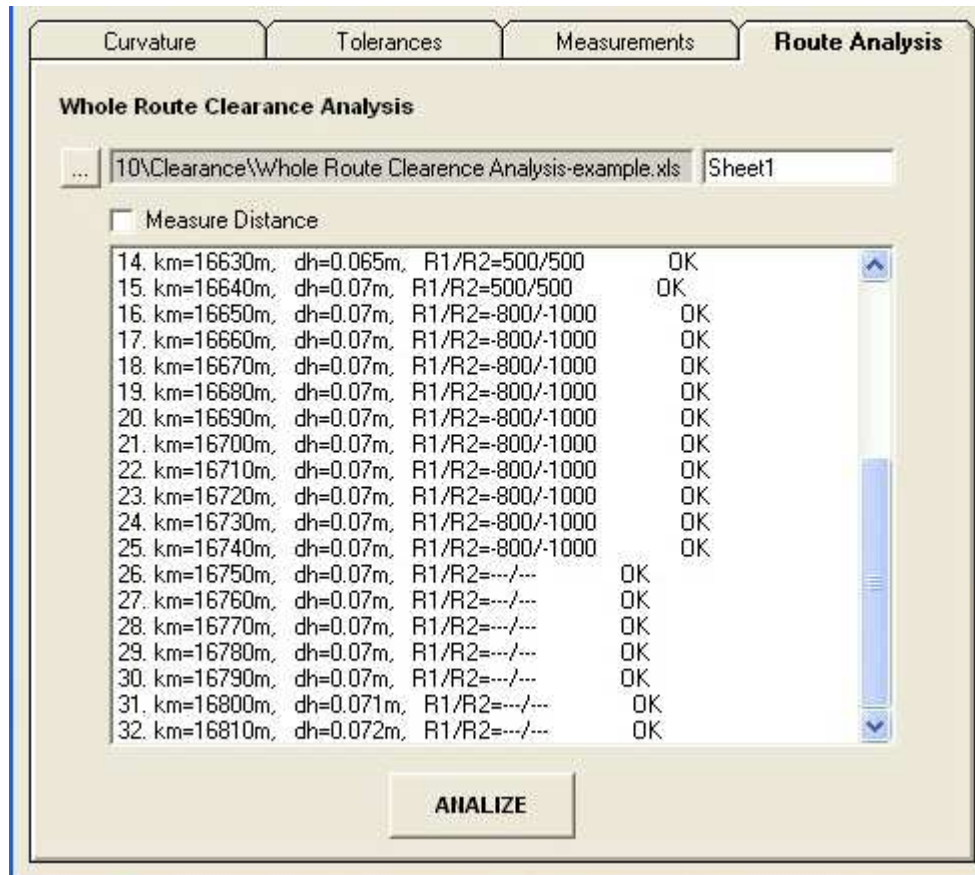 Curvature Tolerances Measurements Route Analysis
Whole Route Clearance Analysis
... 10\Clearance\Whole Route Clearence Analysis-example.xls Sheet1
Measure Distance
14. km=16630m, dh=0.065m, R1/R2=500/500 OK
15. km=16640m, dh=0.07m, R1/R2=500/500 OK
16. km=16650m, dh=0.07m, R1/R2=-800/-1000 OK
17. km=16660m, dh=0.07m, R1/R2=-800/-1000 OK
18. km=16670m, dh=0.07m, R1/R2=-800/-1000 OK
19. km=16680m, dh=0.07m, R1/R2=-800/-1000 OK
20. km=16690m, dh=0.07m, R1/R2=-800/-1000 OK
21. km=16700m, dh=0.07m, R1/R2=-800/-1000 OK
22. km=16710m, dh=0.07m, R1/R2=-800/-1000 OK
23. km=16720m, dh=0.07m, R1/R2=-800/-1000 OK
24. km=16730m, dh=0.07m, R1/R2=-800/-1000 OK
25. km=16740m, dh=0.07m, R1/R2=-800/-1000 OK
26. km=16750m, dh=0.07m, R1/R2=---/--- OK
27. km=16760m, dh=0.07m, R1/R2=---/--- OK
28. km=16770m, dh=0.07m, R1/R2=---/--- OK
29. km=16780m, dh=0.07m, R1/R2=---/--- OK
30. km=16790m, dh=0.07m, R1/R2=---/--- OK
31. km=16800m, dh=0.071m, R1/R2=---/--- OK
32. km=16810m, dh=0.072m, R1/R2=---/--- OK
ANALIZE